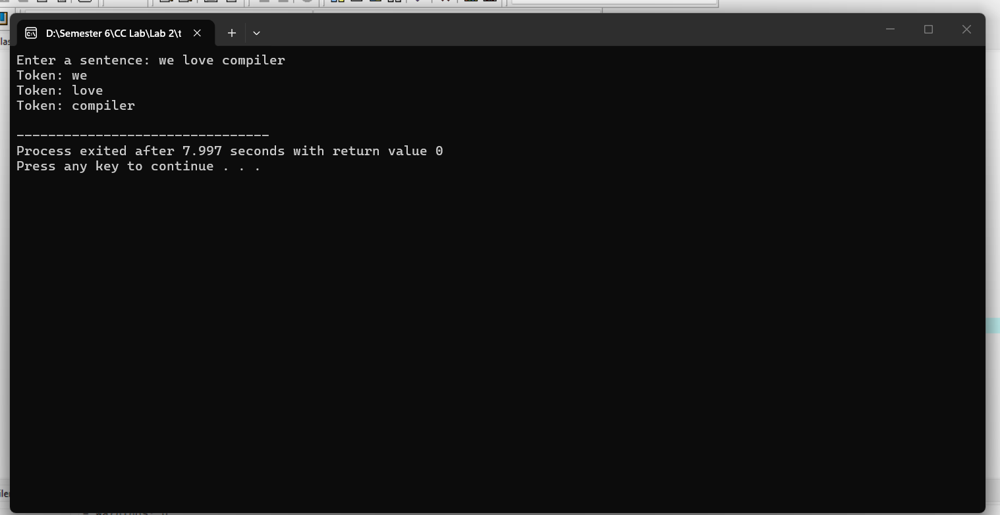 D:\Semester 6\CC Lab\Lab 2\t
Enter a sentence: we love compiler
Token: we
Token: love
Token: compiler
--------------------------------
Process exited after 7.997 seconds with return value 0
Press any key to continue . . .